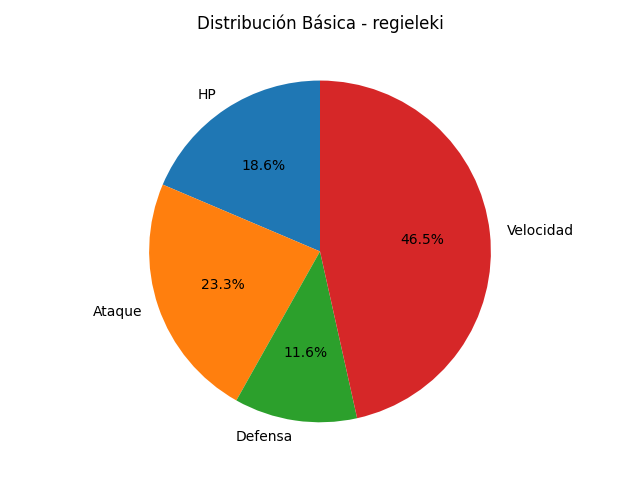 Distribución Básica - regieleki
HP
18.6%
Velocidad
46.5%
23.3%
Ataque
11.6%
Defensa